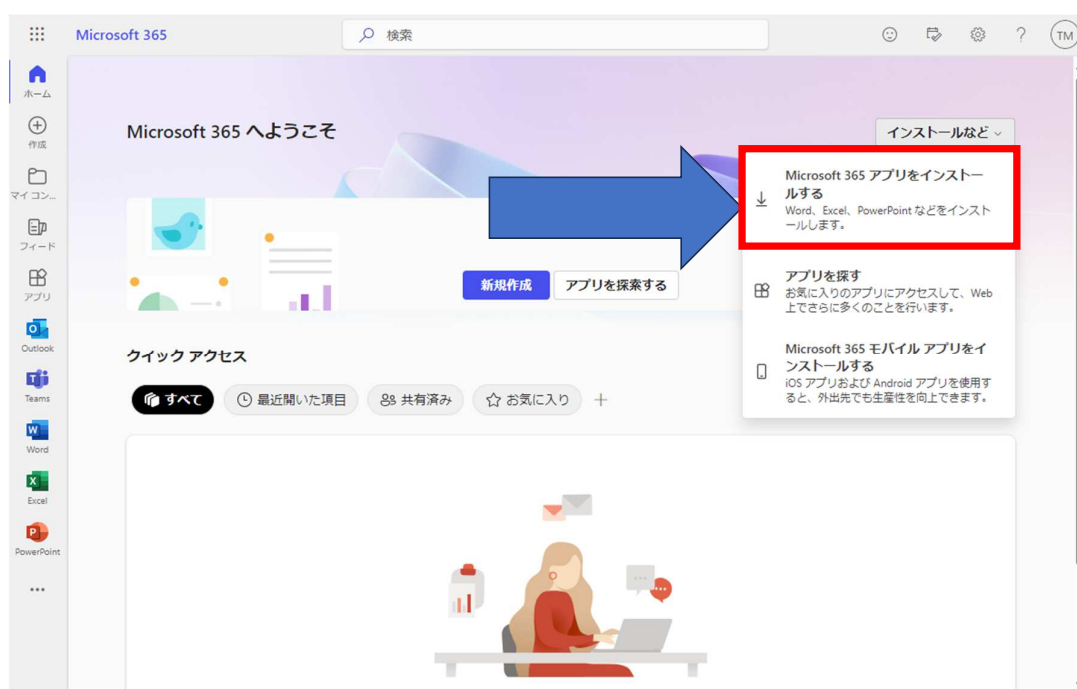 Microsoft 365
検索
TM
ホーム
作成
マイ コン...
フィード
アプリ
Outlook
Teams
Word
Excel
PowerPoint
Microsoft 365 へようこそ
インストールなど
Microsoft 365 アプリをインストー
ルする
Word、Excel、PowerPoint などをインスト
ールします。
アプリを探す
お気に入りのアプリにアクセスして、Web
上でさらに多くのことを行います。
Microsoft 365 モバイル アプリをイ
ンストールする
iOS アプリおよび Android アプリを使用す
ると、外出先でも生産性を向上できます。
新規作成
アプリを探索する
クイック アクセス
すべて
最近開いた項目
共有済み
お気に入り